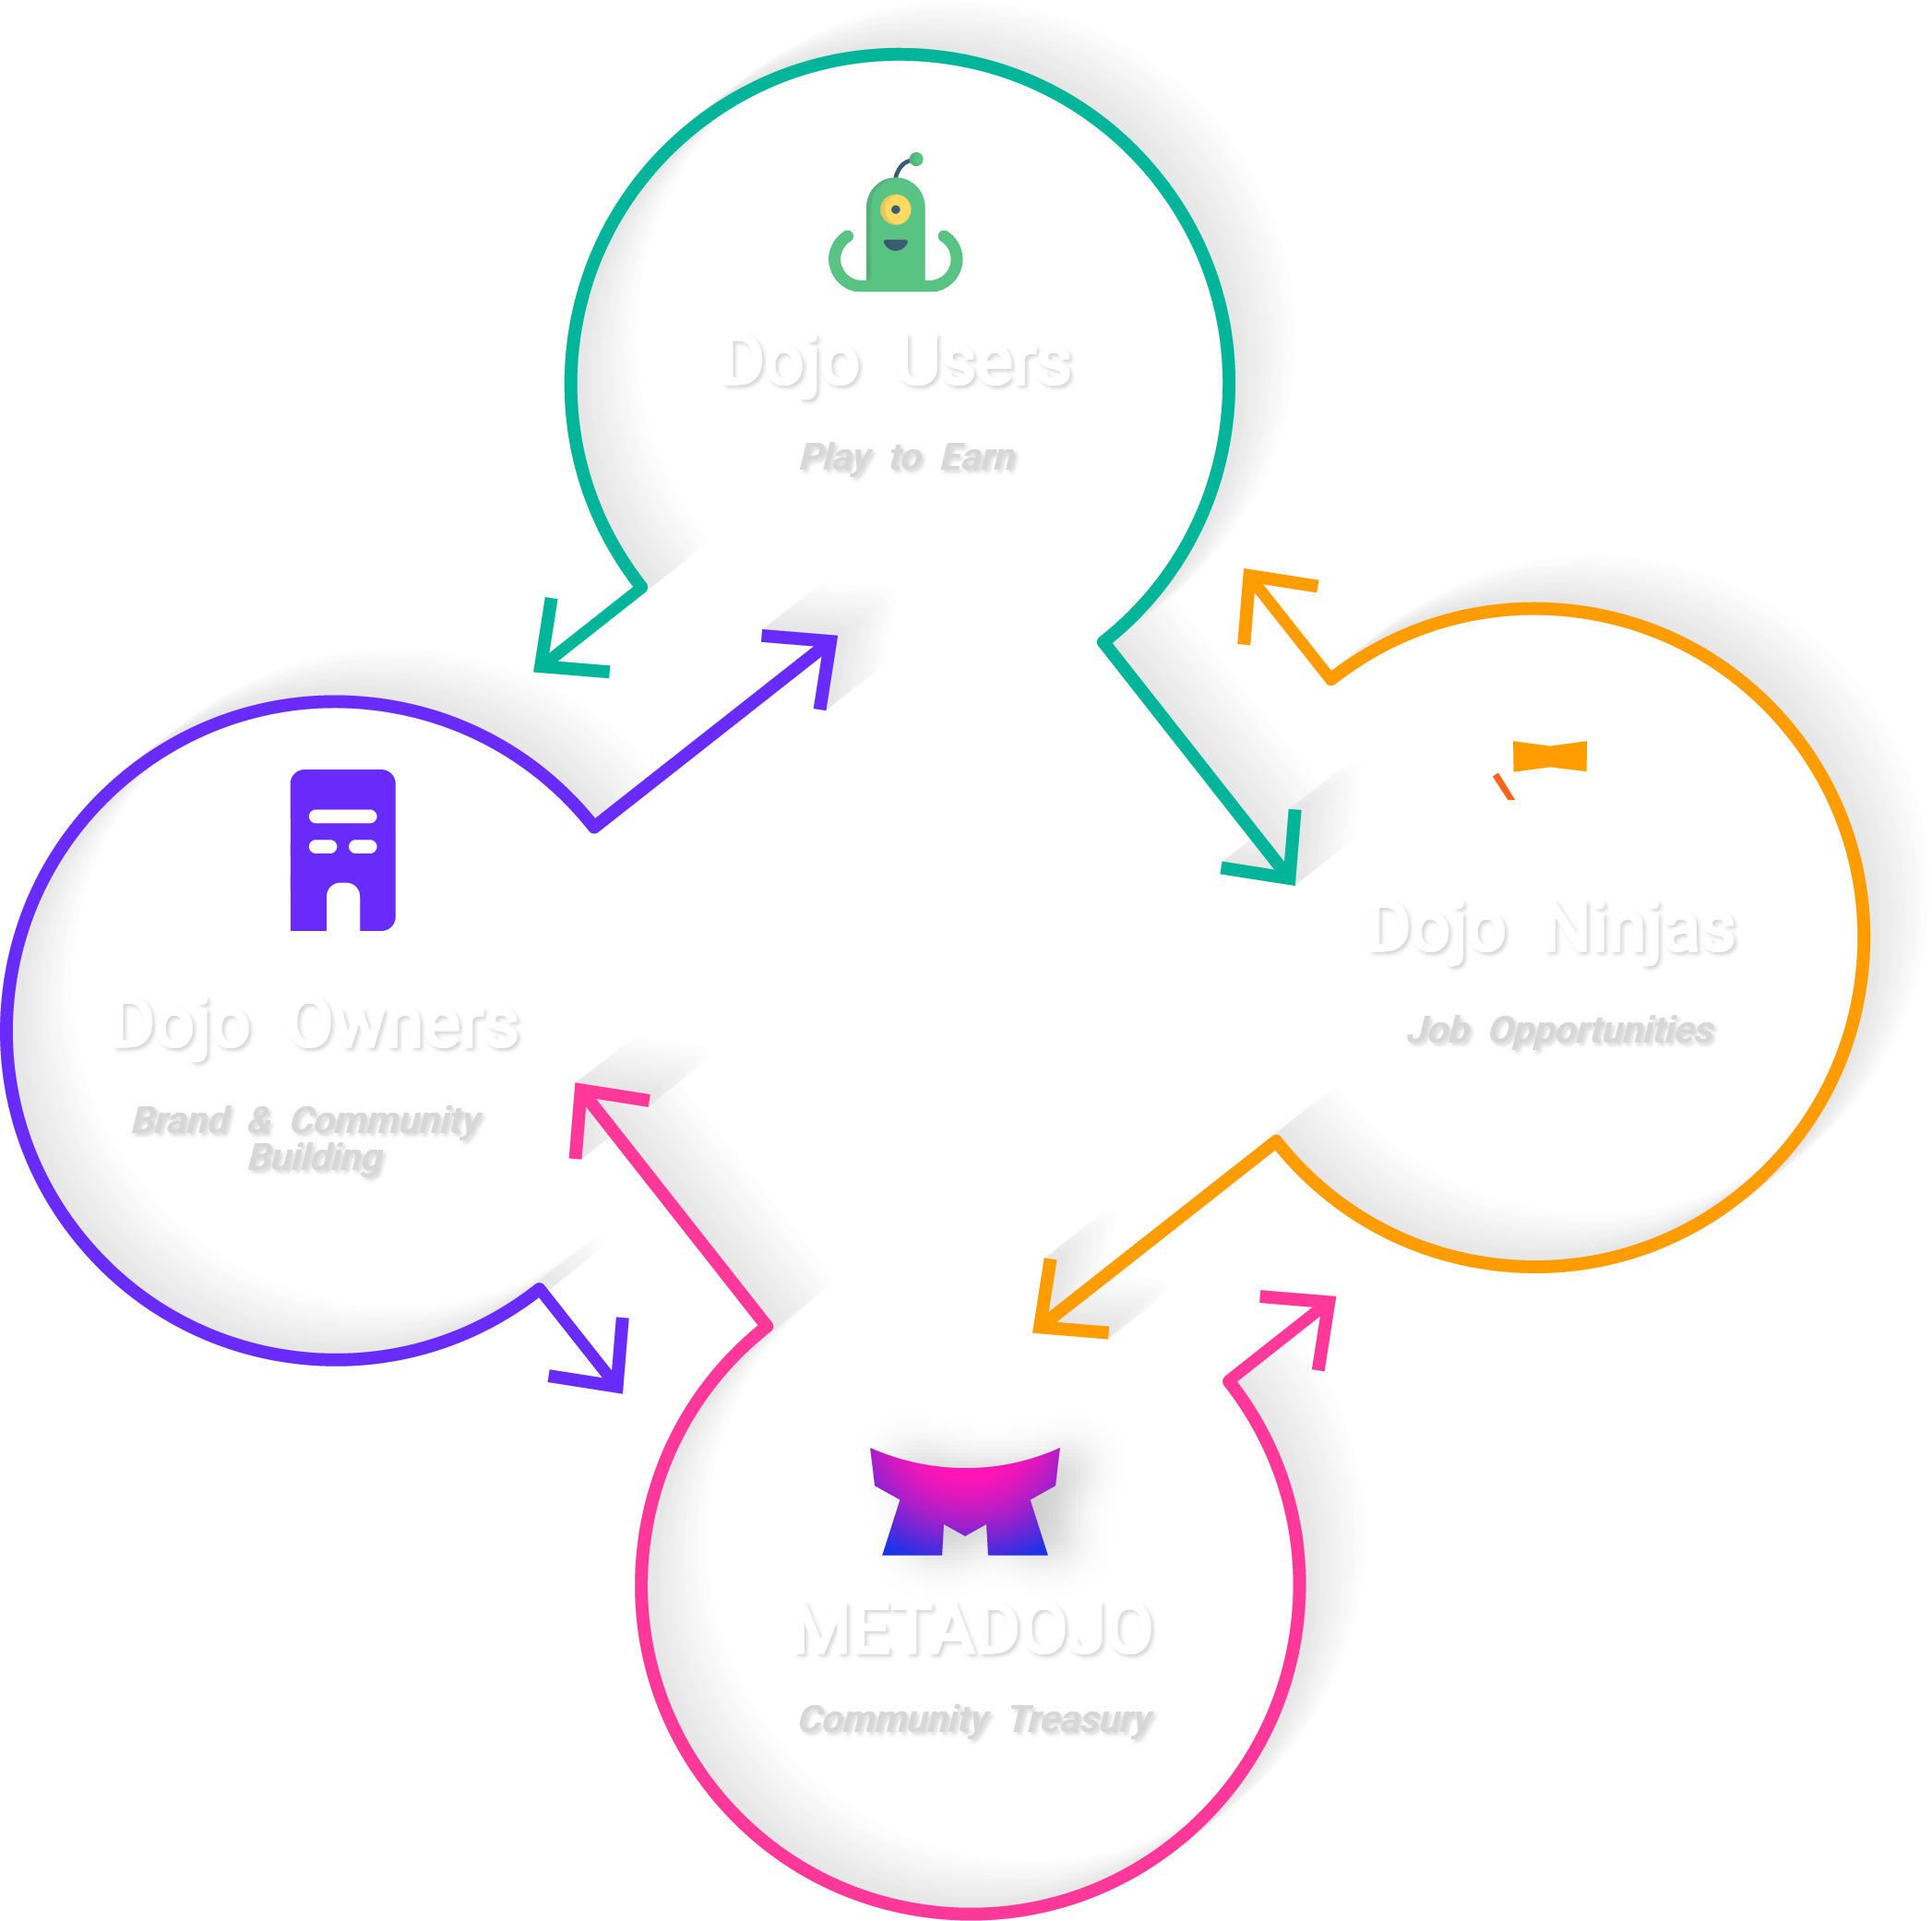 Dojo Users
Play to Earn
Dojo Ninjas
Job Opportunities
Dojo Owners
Brand & Community
Building
METADOJO
Community Treasury